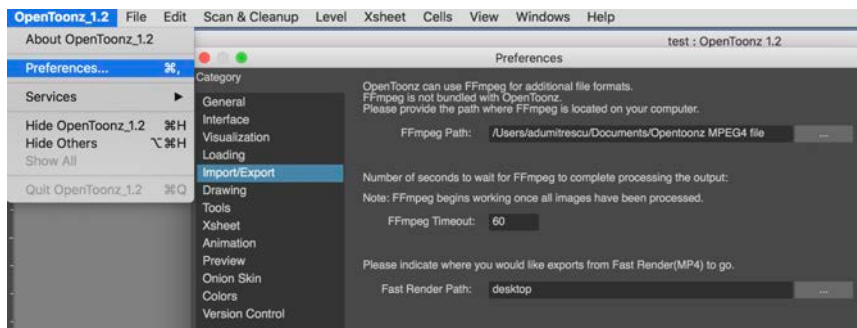 OpenToonz_1.2 File Edit Scan & Cleanup Level Xsheet Cells View Windows Help
About OpenToonz_1.2
Preferences... ⌘,
Services ▶
Hide OpenToonz_1.2 ⌘H
Hide Others ⌥⌘H
Show All
Quit OpenToonz_1.2 ⌘Q
test : OpenToonz 1.2
Preferences
Category
General
Interface
Visualization
Loading
Import/Export
Drawing
Tools
Xsheet
Animation
Preview
Onion Skin
Colors
Version Control
OpenToonz can use FFmpeg for additional file formats.
FFmpeg is not bundled with OpenToonz.
Please provide the path where FFmpeg is located on your computer.
FFmpeg Path: /Users/adumitrescu/Documents/Opentoonz MPEG4 file ...
Number of seconds to wait for FFmpeg to complete processing the output:
Note: FFmpeg begins working once all images have been processed.
FFmpeg Timeout: 60
Please indicate where you would like exports from Fast Render(MP4) to go.
Fast Render Path: desktop ...